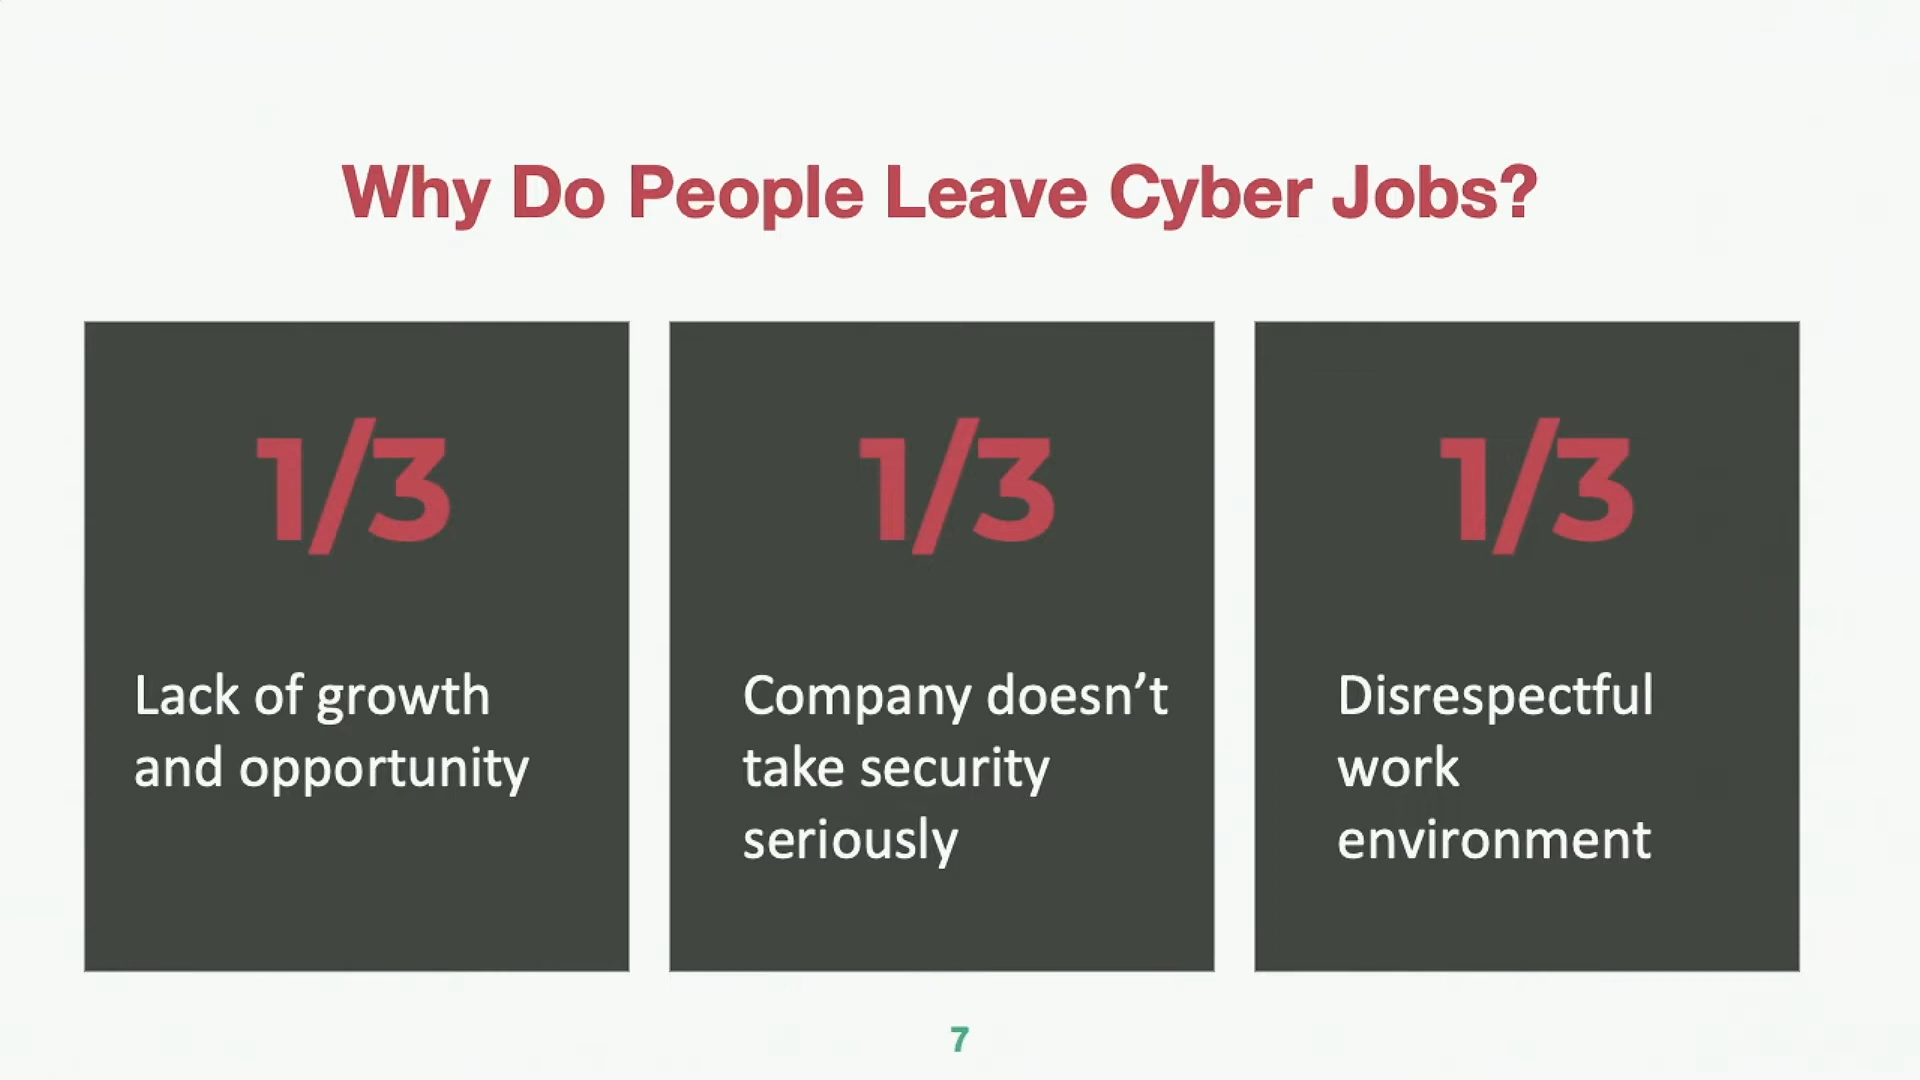 Why Do People Leave Cyber Jobs?
1/3
Lack of growth
and opportunity
1/3
Company doesn’t
take security
seriously
1/3
Disrespectful
work
environment
7